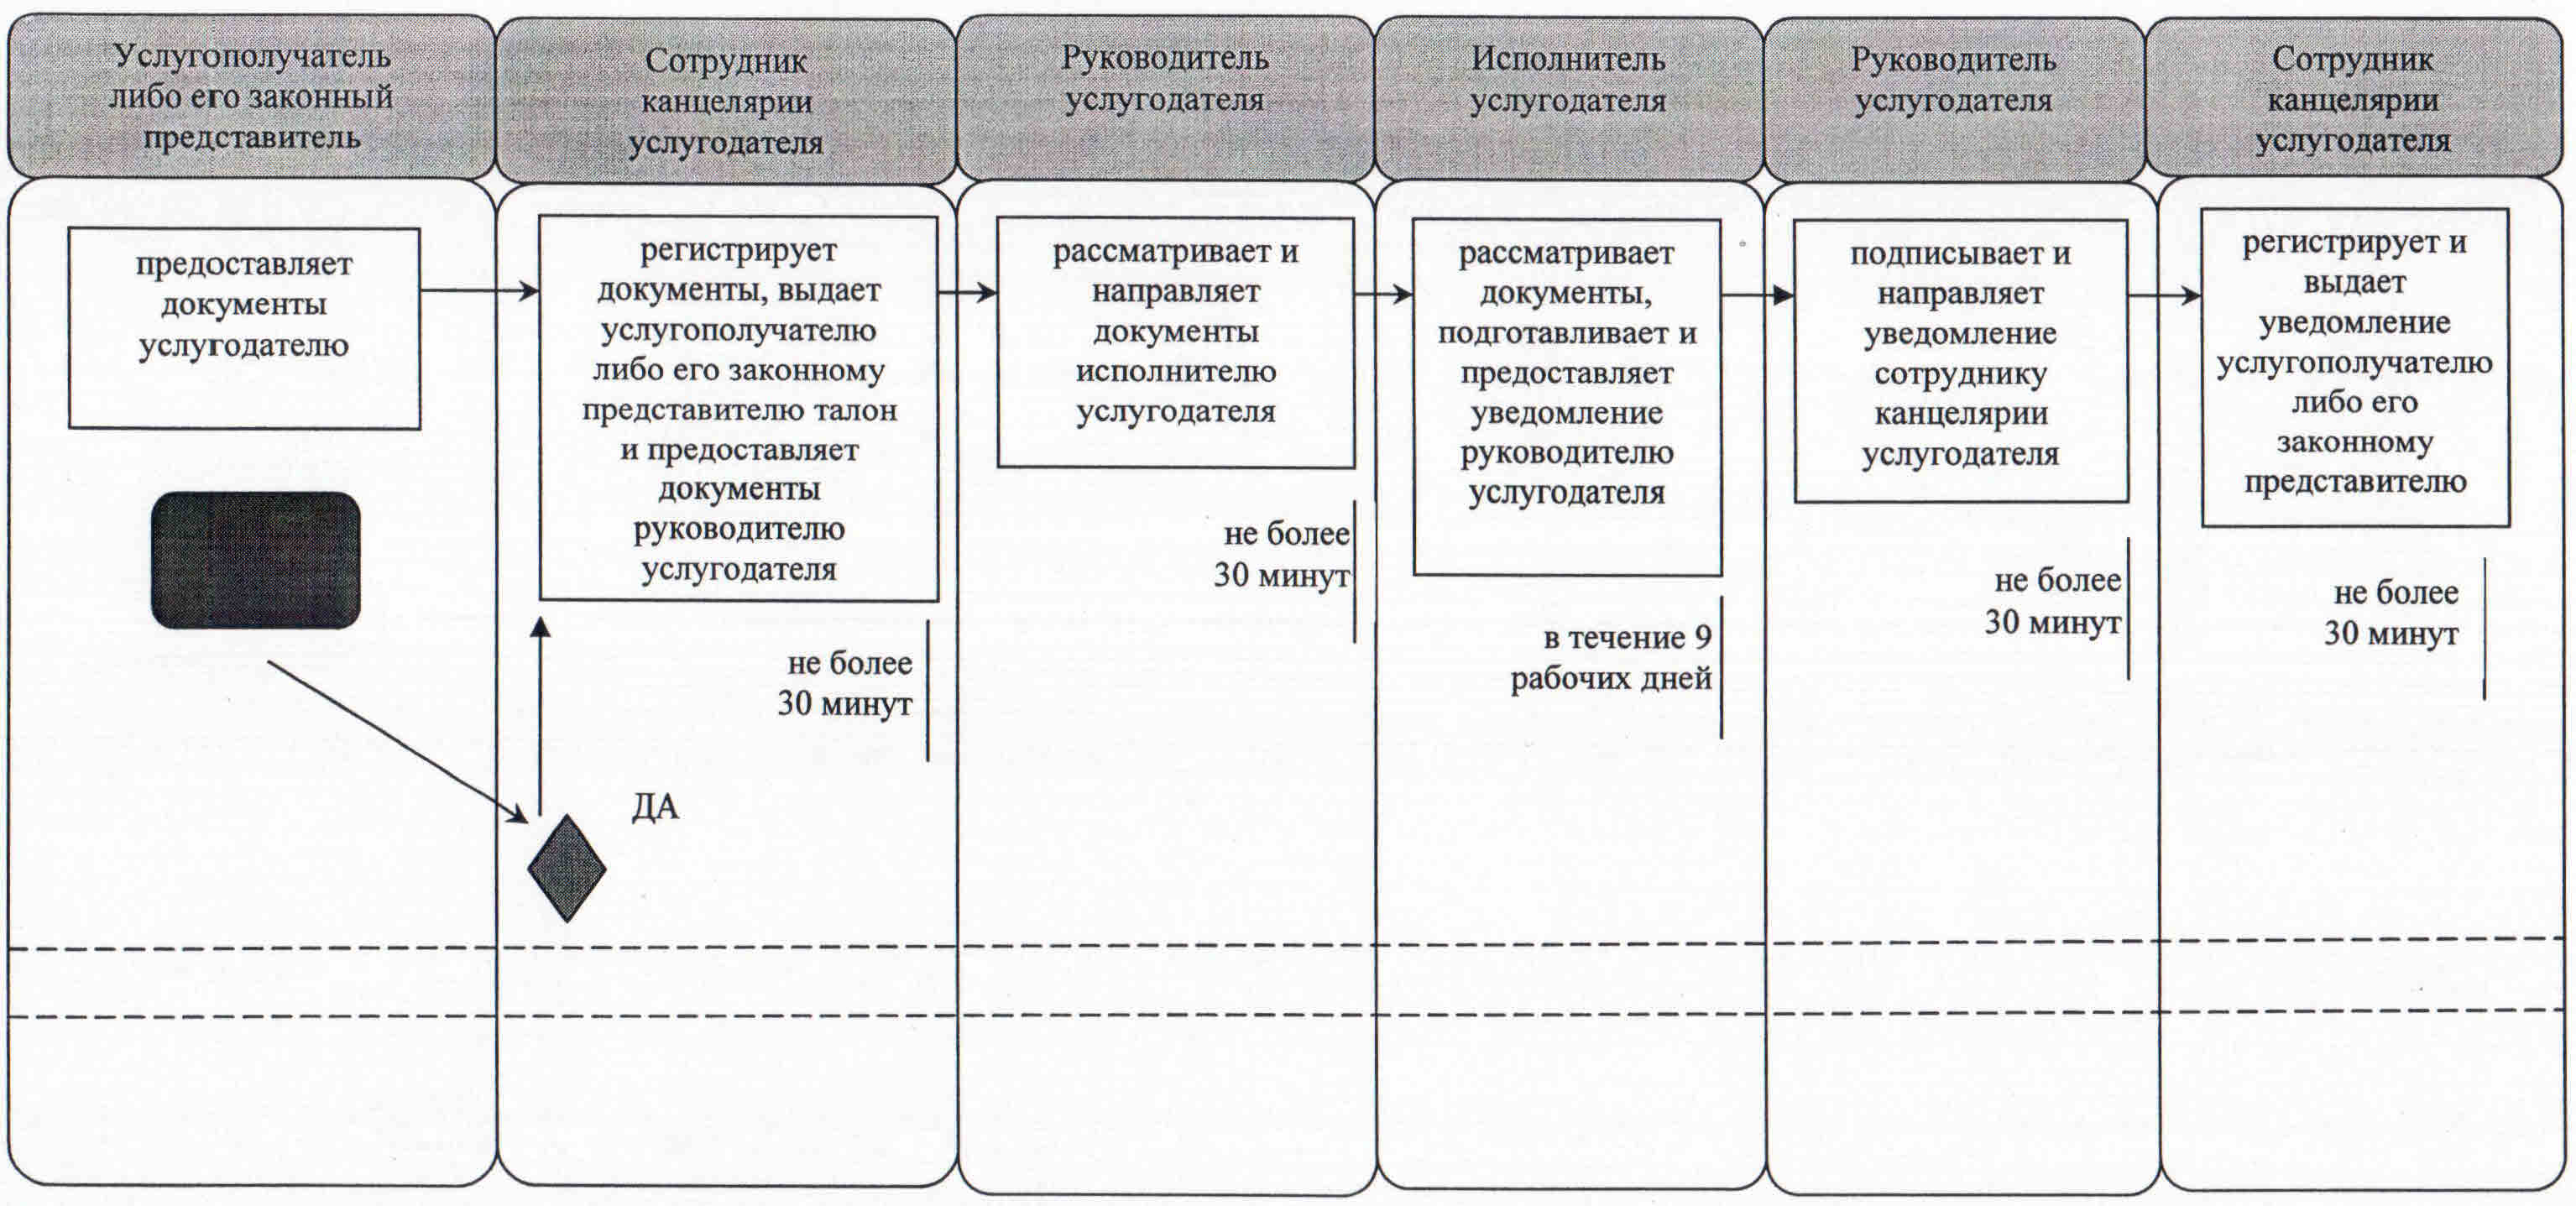 Услугополучатель
либо его законный
представитель
Сотрудник
канцелярии
услугодателя
Руководитель
услугодателя
Исполнитель
услугодателя
Руководитель
услугодателя
Сотрудник
канцелярии
услугодателя
предоставляет
документы
услугодателю
регистрирует
документы, выдает
услугополучателю
либо его законному
представителю талон
и предоставляет
документы
руководителю
услугодателя
не более
30 минут
ДА
рассматривает и
направляет
документы
исполнителю
услугодателя
не более
30 минут
рассматривает
документы,
подготавливает и
предоставляет
уведомление
руководителю
услугодателя
в течение 9
рабочих дней
подписывает и
направляет
уведомление
сотруднику
канцелярии
услугодателя
не более
30 минут
регистрирует и
выдает
уведомление
услугополучателю
либо его
законному
представителю
не более
30 минут